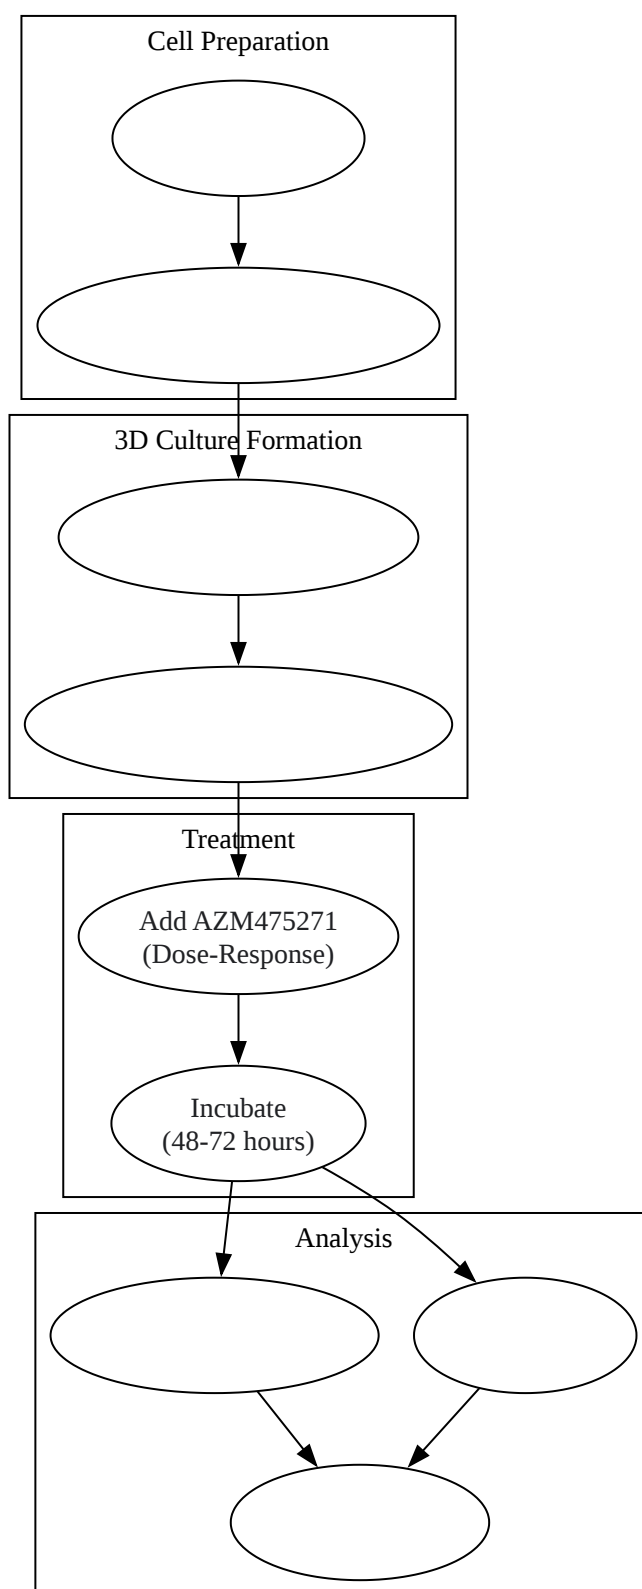 Cell Preparation
3D Culture Formation
Treatment
Add AZM475271
(Dose-Response)
Incubate
(48-72 hours)
Analysis